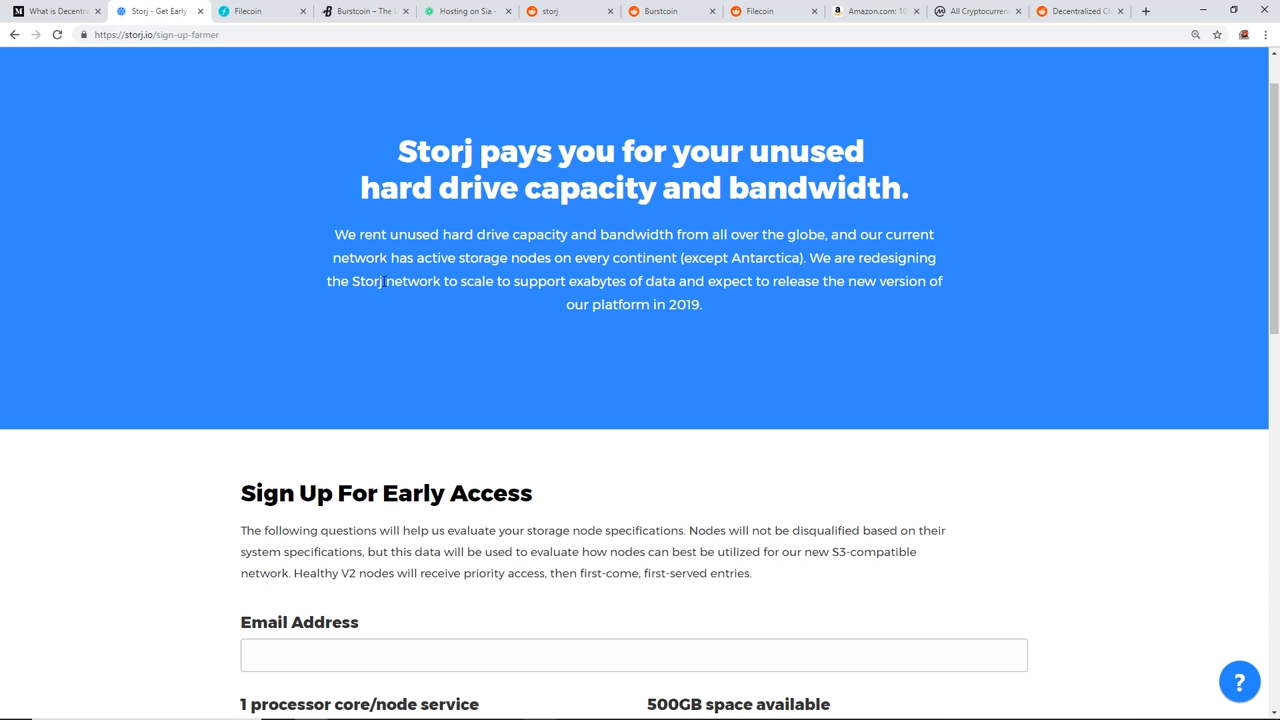 What is Decentra
Storj - Get Early A
Filecoin
Burstcoin – The L
Hosting on Sia -
storj
Burstcoin
Filecoin
Amazon.com: 10
All Cryptocurren
Decentralized Cl
https://storj.io/sign-up-farmer
Storj pays you for your unused
hard drive capacity and bandwidth.
We rent unused hard drive capacity and bandwidth from all over the globe, and our current
network has active storage nodes on every continent (except Antarctica). We are redesigning
the Storj network to scale to support exabytes of data and expect to release the new version of
our platform in 2019.
Sign Up For Early Access
The following questions will help us evaluate your storage node specifications. Nodes will not be disqualified based on their
system specifications, but this data will be used to evaluate how nodes can best be utilized for our new S3-compatible
network. Healthy V2 nodes will receive priority access, then first-come, first-served entries.
Email Address
1 processor core/node service
500GB space available
?